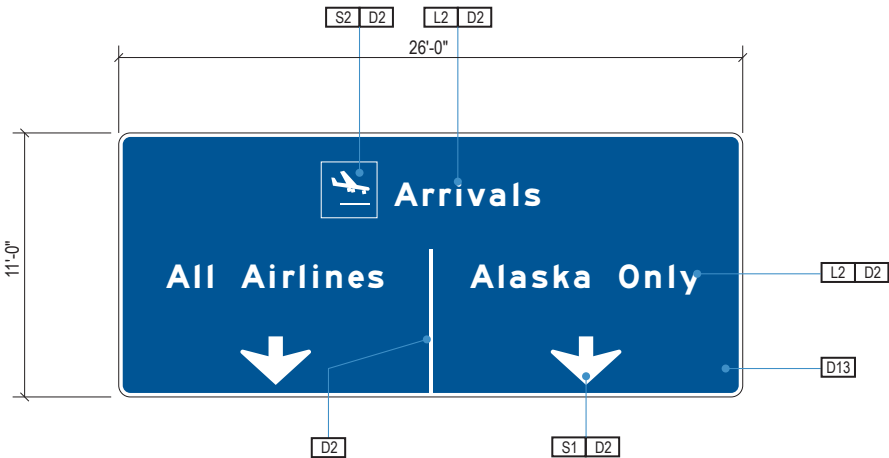 S2 D2 L2 D2
26'-0"
11'-0"
Arrivals
All Airlines Alaska Only
L2 D2
D13
D2 S1 D2